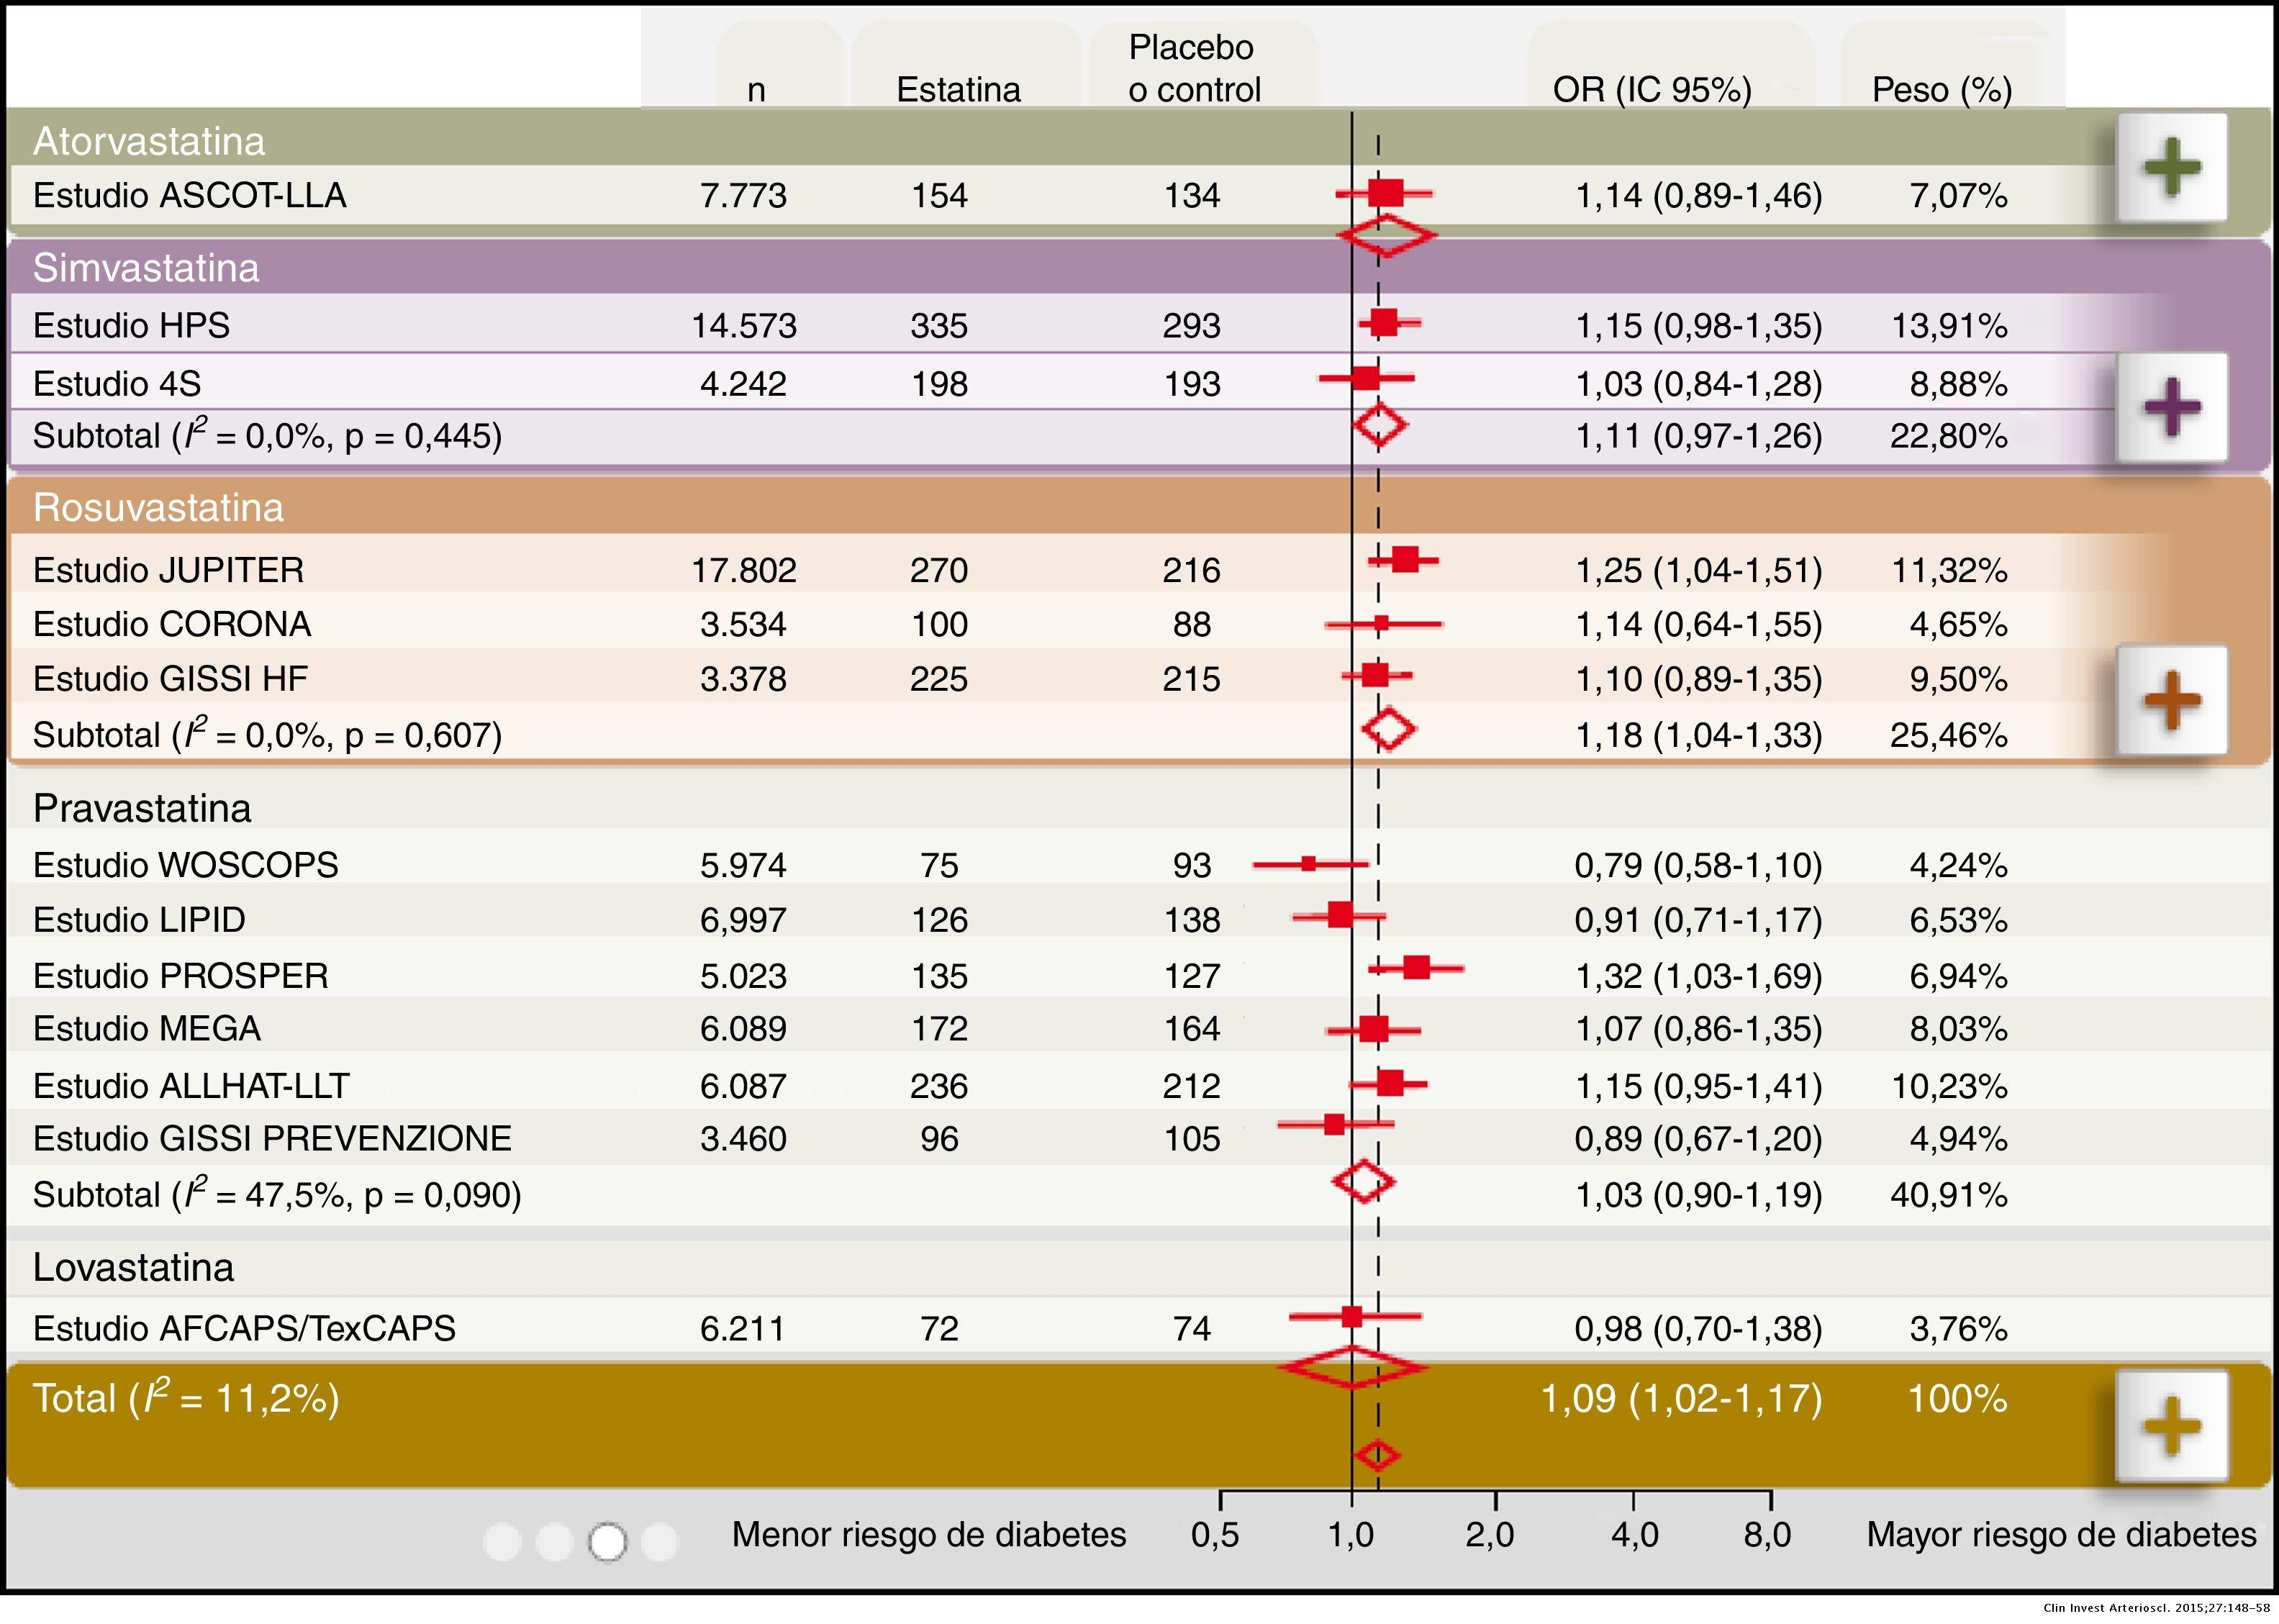 n Estatina Placebo o control OR (IC 95%) Peso (%)
Atorvastatina
Estudio ASCOT-LLA 7.773 154 134 1,14 (0,89-1,46) 7,07%
Simvastatina
Estudio HPS 14.573 335 293 1,15 (0,98-1,35) 13,91%
Estudio 4S 4.242 198 193 1,03 (0,84-1,28) 8,88%
Subtotal (I² = 0,0%, p = 0,445) 1,11 (0,97-1,26) 22,80%
Rosuvastatina
Estudio JUPITER 17.802 270 216 1,25 (1,04-1,51) 11,32%
Estudio CORONA 3.534 100 88 1,14 (0,64-1,55) 4,65%
Estudio GISSI HF 3.378 225 215 1,10 (0,89-1,35) 9,50%
Subtotal (I² = 0,0%, p = 0,607) 1,18 (1,04-1,33) 25,46%
Pravastatina
Estudio WOSCOPS 5.974 75 93 0,79 (0,58-1,10) 4,24%
Estudio LIPID 6,997 126 138 0,91 (0,71-1,17) 6,53%
Estudio PROSPER 5.023 135 127 1,32 (1,03-1,69) 6,94%
Estudio MEGA 6.089 172 164 1,07 (0,86-1,35) 8,03%
Estudio ALLHAT-LLT 6.087 236 212 1,15 (0,95-1,41) 10,23%
Estudio GISSI PREVENZIONE 3.460 96 105 0,89 (0,67-1,20) 4,94%
Subtotal (I² = 47,5%, p = 0,090) 1,03 (0,90-1,19) 40,91%
Lovastatina
Estudio AFCAPS/TexCAPS 6.211 72 74 0,98 (0,70-1,38) 3,76%
Total (I² = 11,2%) 1,09 (1,02-1,17) 100%
Menor riesgo de diabetes 0,5 1,0 2,0 4,0 8,0 Mayor riesgo de diabetes
Clin Invest Arterioscl. 2015;27:148-58